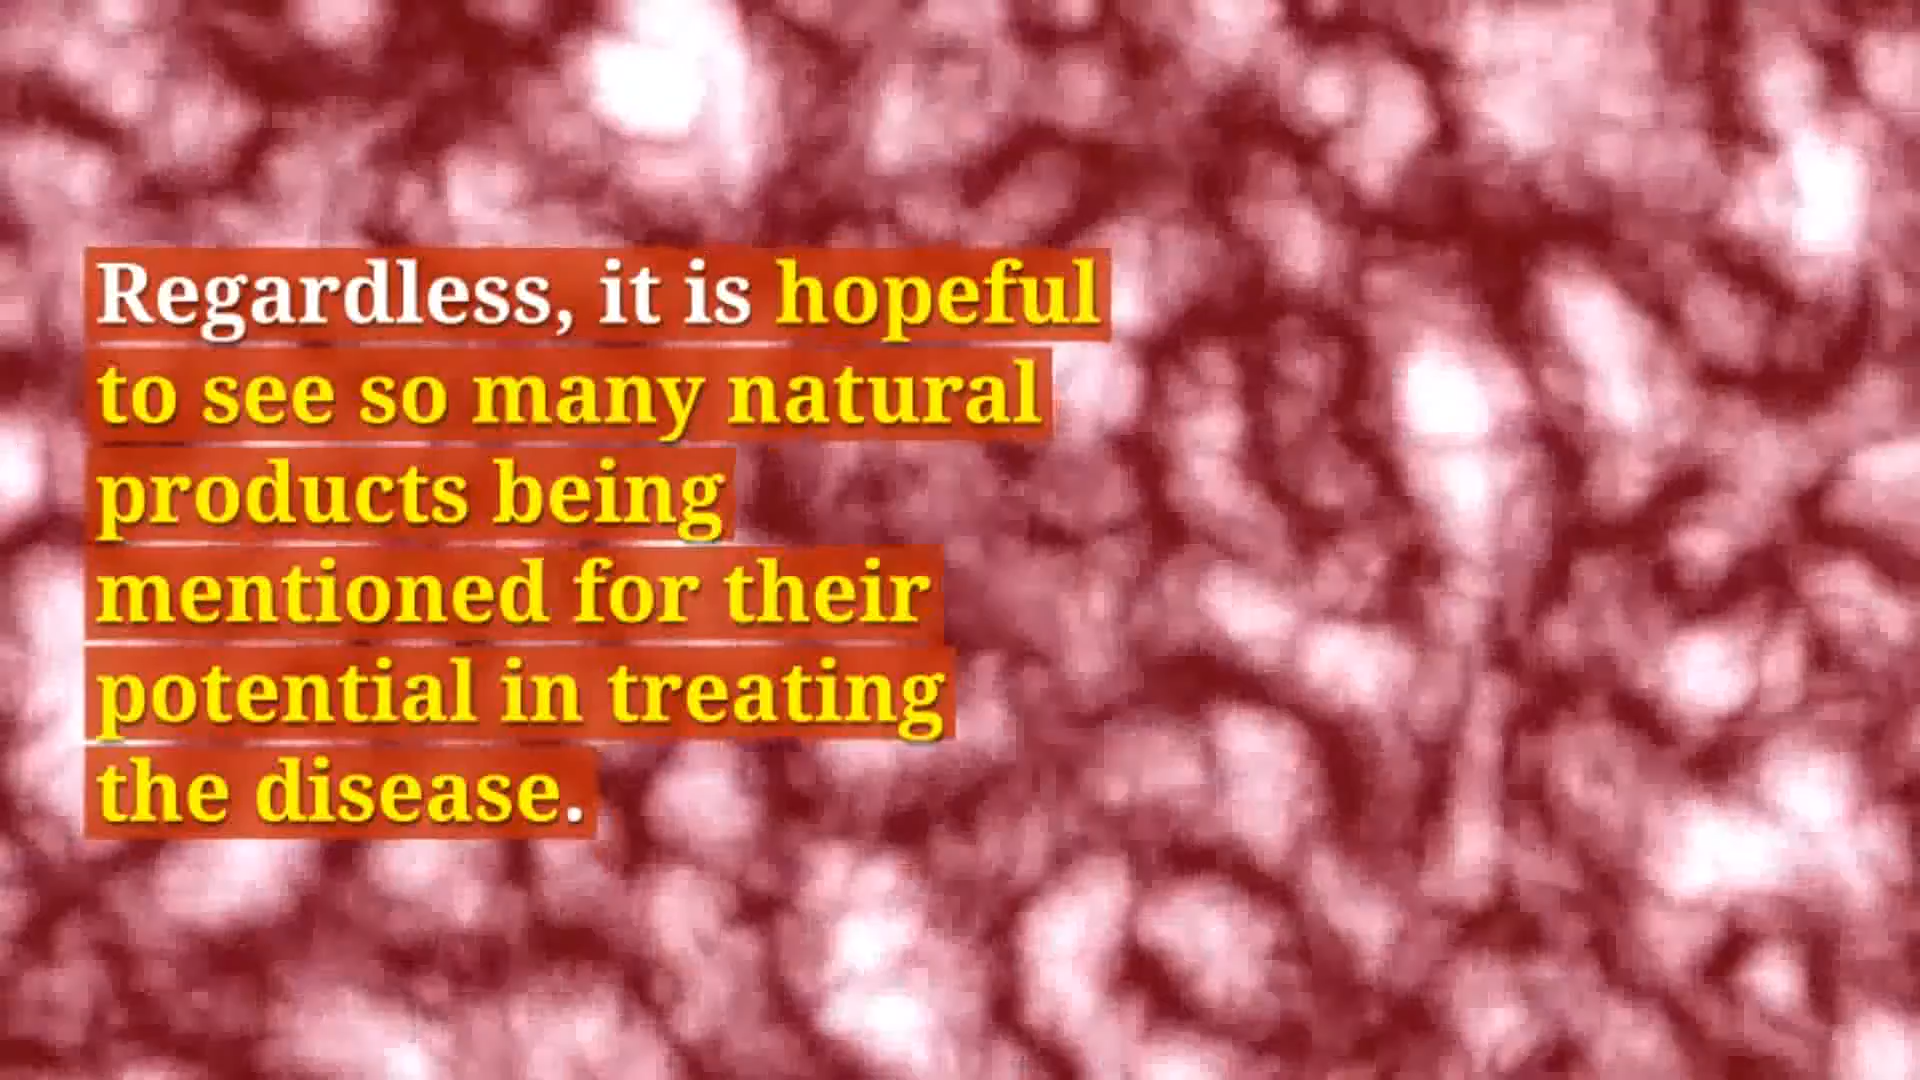 Regardless, it is hopeful
to see so many natural
products being
mentioned for their
potential in treating
the disease.